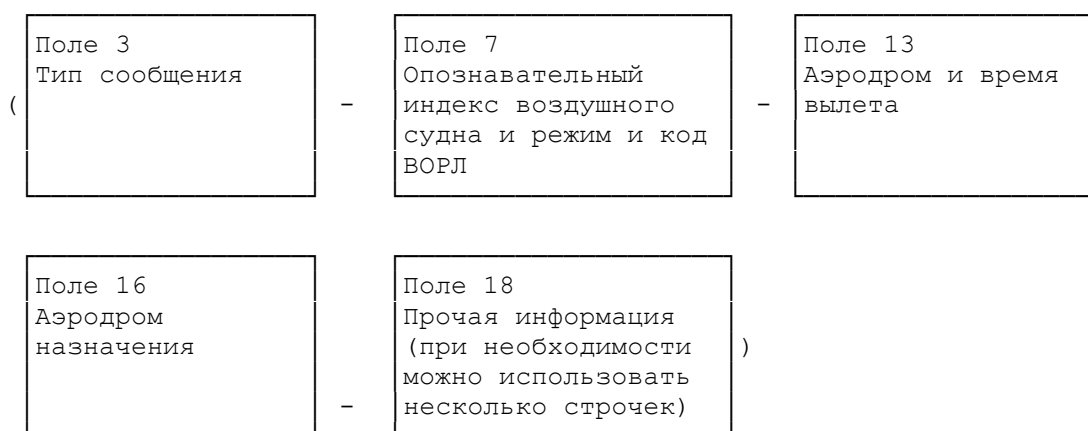 Поле 3
Тип сообщения
(
-
Поле 7
Опознавательный
индекс воздушного
судна и режим и код
ВОРЛ
-
Поле 13
Аэродром и время
вылета
Поле 16
Аэродром
назначения
-
Поле 18
Прочая информация
(при необходимости
можно использовать
несколько строчек)
)